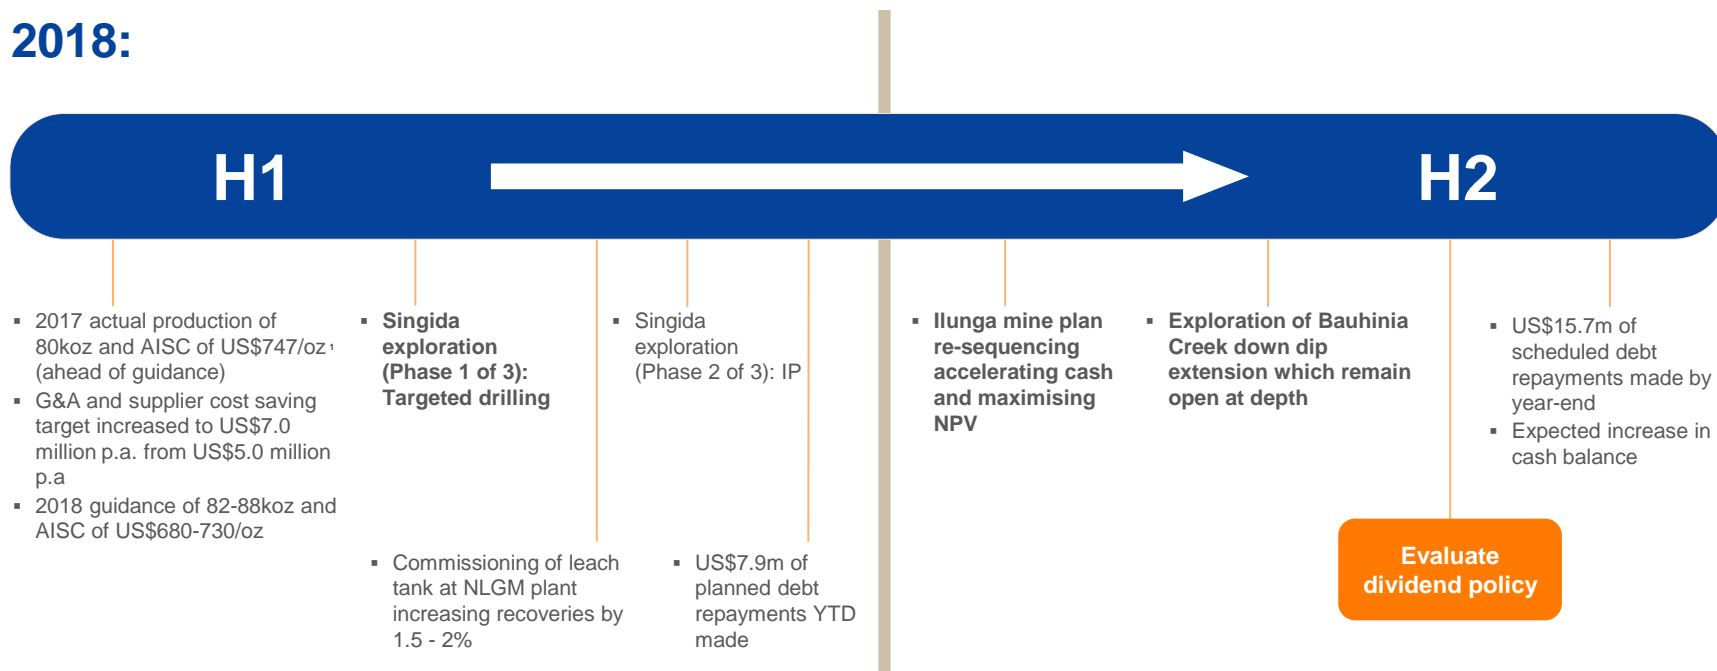 2018:
H1
H2
▪ 2017 actual production of
80koz and AISC of US$747/oz ¹
(ahead of guidance)
▪ G&A and supplier cost saving
target increased to US$7.0
million p.a. from US$5.0 million
p.a
▪ 2018 guidance of 82-88koz and
AISC of US$680-730/oz
▪ Singida
exploration
(Phase 1 of 3):
Targeted drilling
▪ Commissioning of leach
tank at NLGM plant
increasing recoveries by
1.5 - 2%
▪ Singida
exploration
(Phase 2 of 3): IP
▪ US$7.9m of
planned debt
repayments YTD
made
▪ Ilunga mine plan
re-sequencing
accelerating cash
and maximising
NPV
▪ Exploration of Bauhinia
Creek down dip
extension which remain
open at depth
Evaluate
dividend policy
▪ US$15.7m of
scheduled debt
repayments made by
year-end
▪ Expected increase in
cash balance